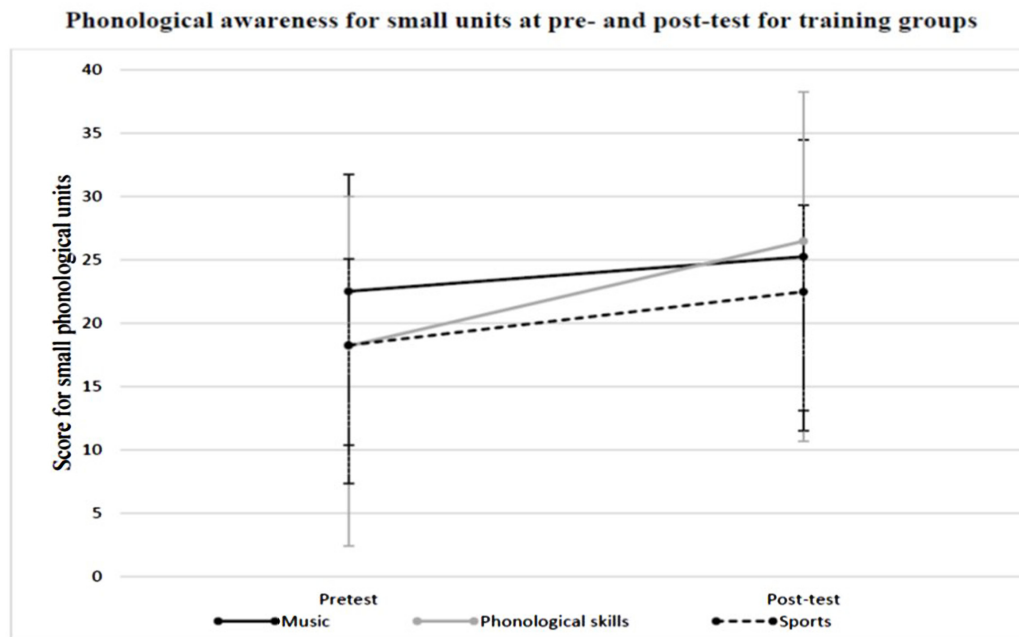 Phonological awareness for small units at pre- and post-test for training groups
Score for small phonological units
40
35
30
25
20
15
10
5
0
Pretest Post-test
Music Phonological skills Sports